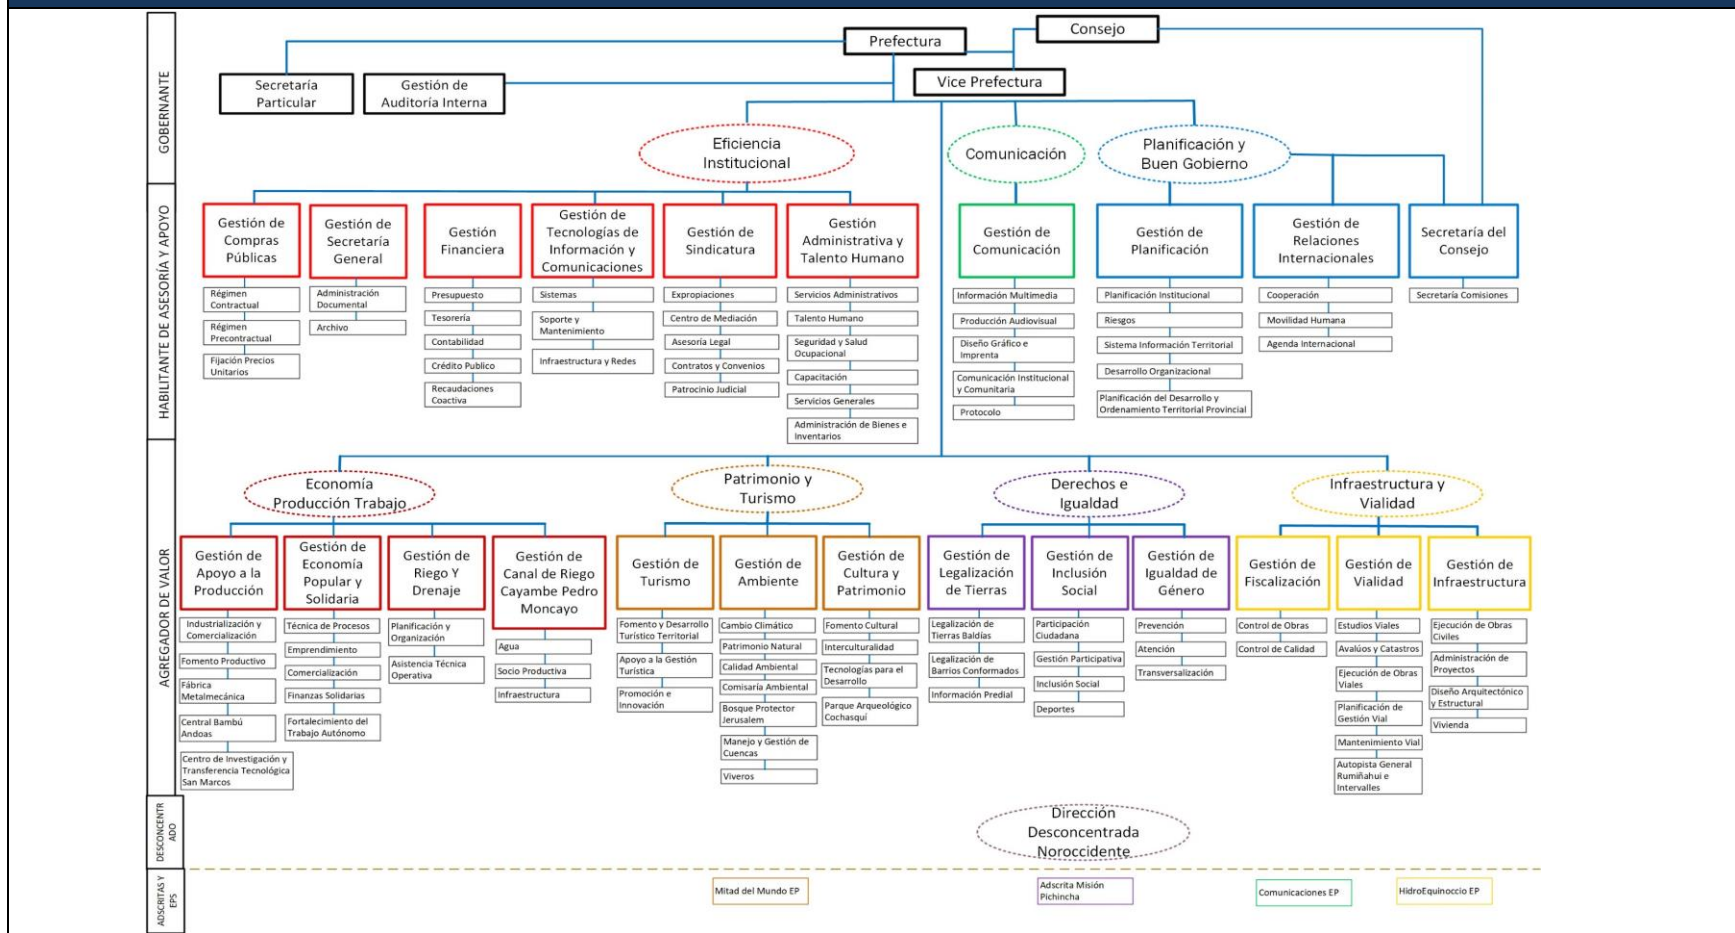 GOBERNANTE
Prefectura
Consejo
Vice Prefectura
Secretaría
Particular
Gestión de
Auditoría Interna
Eficiencia
Institucional
Comunicación
Planificación y
Buen Gobierno
HABILITANTE DE ASESORÍA Y APOYO
Gestión de
Compras
Públicas
Régimen
Contractual
Régimen
Precontractual
Fijación Precios
Unitarios
Gestión de
Secretaría
General
Administración
Documental
Archivo
Gestión
Financiera
Presupuesto
Tesorería
Contabilidad
Crédito Publico
Recaudaciones
Coactiva
Gestión de
Tecnologías de
Información y
Comunicaciones
Sistemas
Soporte y
Mantenimiento
Infraestructura y Redes
Gestión de
Sindicatura
Expropiaciones
Centro de Mediación
Asesoría Legal
Contratos y Convenios
Patrocinio Judicial
Gestión
Administrativa y
Talento Humano
Servicios Administrativos
Talento Humano
Seguridad y Salud
Ocupacional
Capacitación
Servicios Generales
Administración de Bienes e
Inventarios
Gestión de
Comunicación
Información Multimedia
Producción Audiovisual
Diseño Gráfico e
Imprenta
Comunicación Institucional
y Comunitaria
Protocolo
Gestión de
Planificación
Planificación Institucional
Riesgos
Sistema Información Territorial
Desarrollo Organizacional
Planificación del Desarrollo y
Ordenamiento Territorial Provincial
Gestión de
Relaciones
Internacionales
Cooperación
Movilidad Humana
Agenda Internacional
Secretaría del
Consejo
Secretaría Comisiones
AGREGADOR DE VALOR
Economía
Producción Trabajo
Patrimonio y
Turismo
Derechos e
Igualdad
Infraestructura y
Vialidad
Gestión de
Apoyo a la
Producción
Industrialización y
Comercialización
Fomento Productivo
Fábrica
Metalmecánica
Central Bambú
Andoas
Centro de Investigación y
Transferencia Tecnológica
San Marcos
Gestión de
Economía
Popular y
Solidaria
Técnica de Procesos
Emprendimiento
Comercialización
Finanzas Solidarias
Fortalecimiento del
Trabajo Autónomo
Gestión de
Riego Y
Drenaje
Planificación y
Organización
Asistencia Técnica
Operativa
Gestión de
Canal de Riego
Cayambe Pedro
Moncayo
Agua
Socio Productiva
Infraestructura
Gestión de
Turismo
Fomento y Desarrollo
Turístico Territorial
Apoyo a la Gestión
Turística
Promoción e
Innovación
Gestión de
Ambiente
Cambio Climático
Patrimonio Natural
Calidad Ambiental
Comisaría Ambiental
Bosque Protector
Jerusalem
Manejo y Gestión de
Cuencas
Viveros
Gestión de
Cultura y
Patrimonio
Fomento Cultural
Interculturalidad
Tecnologías para el
Desarrollo
Parque Arqueológico
Cochasquí
Gestión de
Legalización
de Tierras
Legalización de
Tierras Baldías
Legalización de
Barrios Conformados
Información Predial
Gestión de
Inclusión
Social
Participación
Ciudadana
Gestión Participativa
Inclusión Social
Deportes
Gestión de
Igualdad de
Género
Prevención
Atención
Transversalización
Gestión de
Fiscalización
Control de Obras
Control de Calidad
Gestión de
Vialidad
Estudios Viales
Avalúos y Catastros
Ejecución de Obras
Viales
Planificación de
Gestión Vial
Mantenimiento Vial
Autopista General
Rumiñahui e
Intervalles
Gestión de
Infraestructura
Ejecución de Obras
Civiles
Administración de
Proyectos
Diseño Arquitectónico
y Estructural
Vivienda
DESCONCENTR
ADO
Dirección
Desconcentrada
Noroccidente
ADSCRITAS Y
EPS
Mitad del Mundo EP
Adscrita Misión
Pichincha
Comunicaciones EP
HidroEquinoccio EP